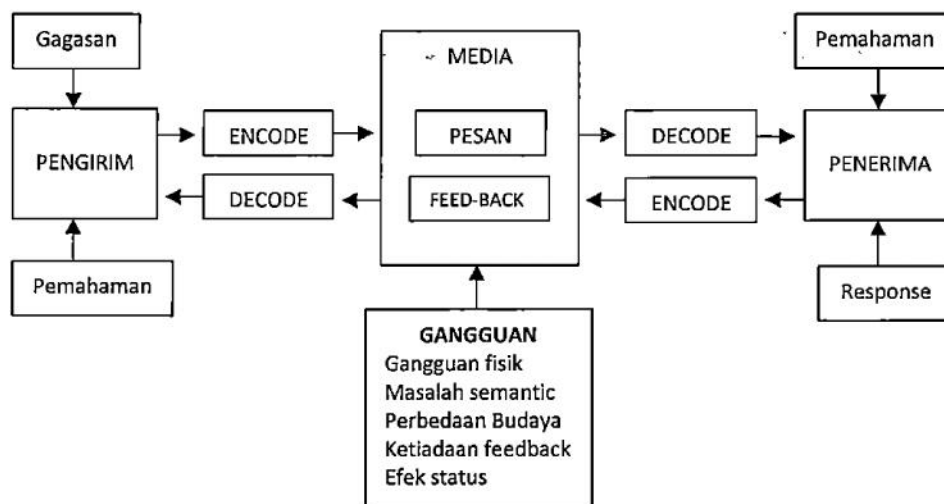 Gagasan
MEDIA
Pemahaman
PENGIRIM
ENCODE
PESAN
DECODE
PENERIMA
DECODE
FEED-BACK
ENCODE
Pemahaman
Response
GANGGUAN
Gangguan fisik
Masalah semantic
Perbedaan Budaya
Ketiadaan feedback
Efek status